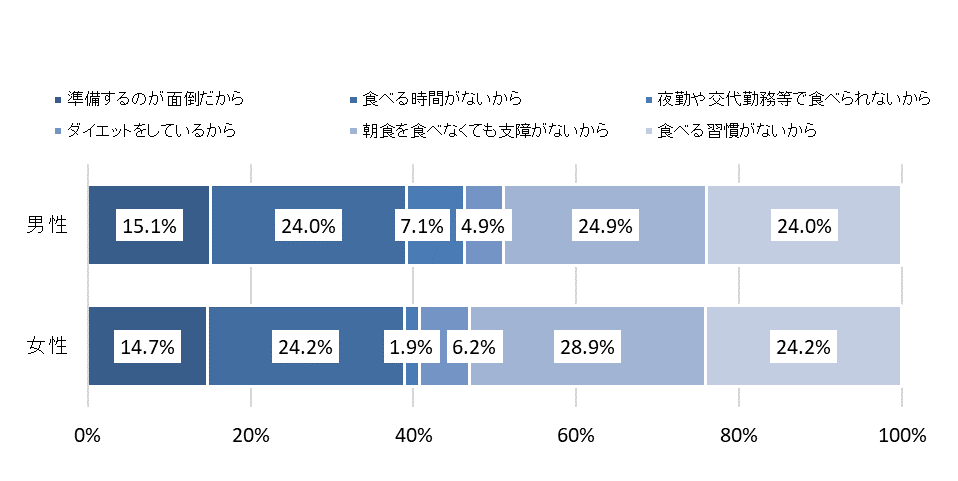 準備するのが面倒だから 食べる時間がないから 夜勤や交代勤務等で食べられないから
ダイエットをしているから 朝食を食べなくても支障がないから 食べる習慣がないから
男性 15.1% 24.0% 7.1% 4.9% 24.9% 24.0%
女性 14.7% 24.2% 1.9% 6.2% 28.9% 24.2%
0% 20% 40% 60% 80% 100%